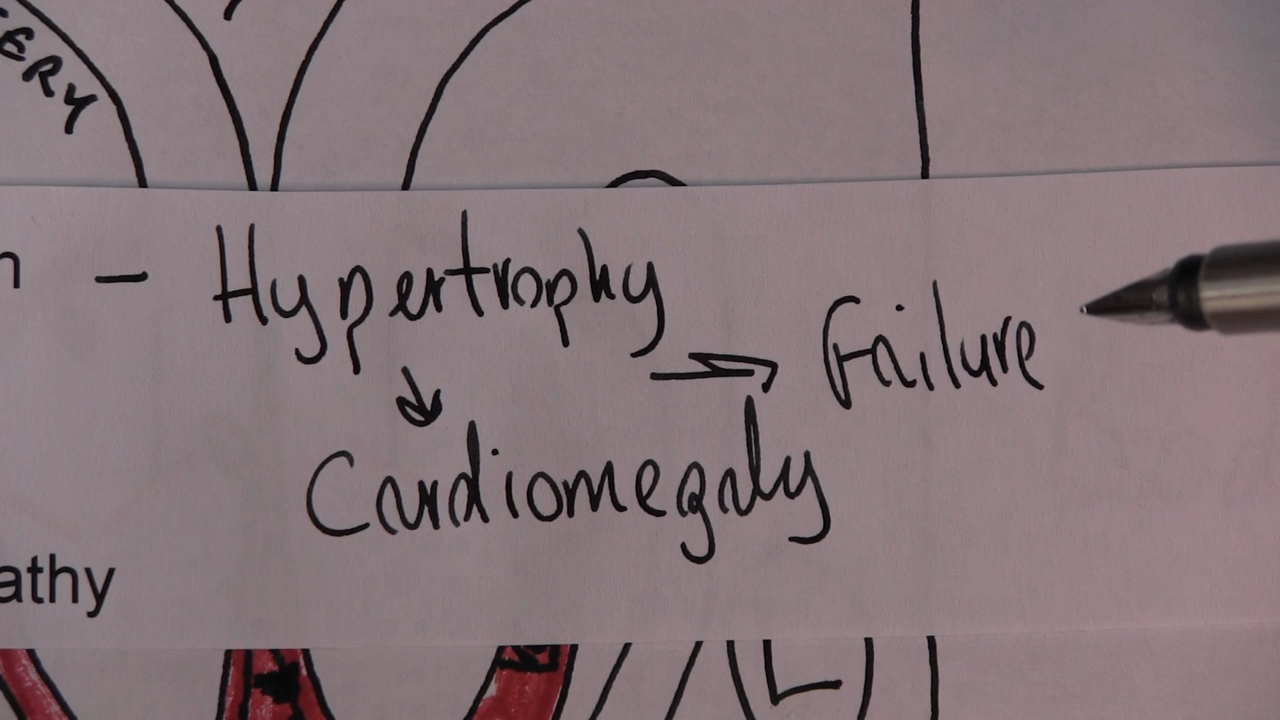 ERY
n – Hypertrophy
→ Failure
↓
Cardiomegaly
athy
L